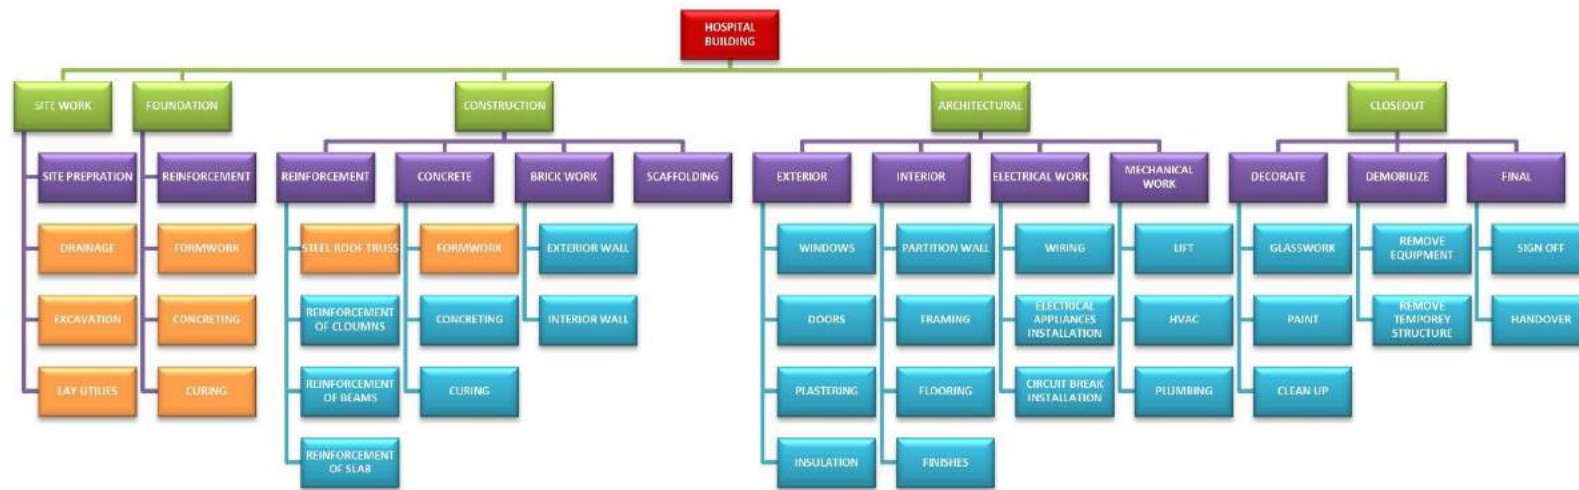 HOSPITAL
BUILDING
SITE WORK
FOUNDATION
CONSTRUCTION
ARCHITECTURAL
CLOSEOUT
SITE PREPRATION
REINFORCEMENT
REINFORCEMENT
CONCRETE
BRICK WORK
SCAFFOLDING
EXTERIOR
INTERIOR
ELECTRICAL WORK
MECHANICAL
WORK
DECORATE
DEMOBILIZE
FINAL
DRAINAGE
FORMWORK
STEEL ROOF TRUSS
FORMWORK
EXTERIOR WALL
WINDOWS
PARTITION WALL
WIRING
LIFT
GLASSWORK
REMOVE
EQUIPMENT
SIGN OFF
EXCAVATION
CONCRETING
REINFORCEMENT
OF CLOUMNS
CONCRETING
INTERIOR WALL
DOORS
FRAMING
ELECTRICAL
APPLIANCES
INSTALLATION
HVAC
PAINT
REMOVE
TEMPOREY
STRUCTURE
HANDOVER
LAY UTILIES
CURING
REINFORCEMENT
OF BEAMS
CURING
PLASTERING
FLOORING
CIRCUIT BREAK
INSTALLATION
PLUMBING
CLEAN UP
REINFORCEMENT
OF SLAB
INSULATION
FINISHES